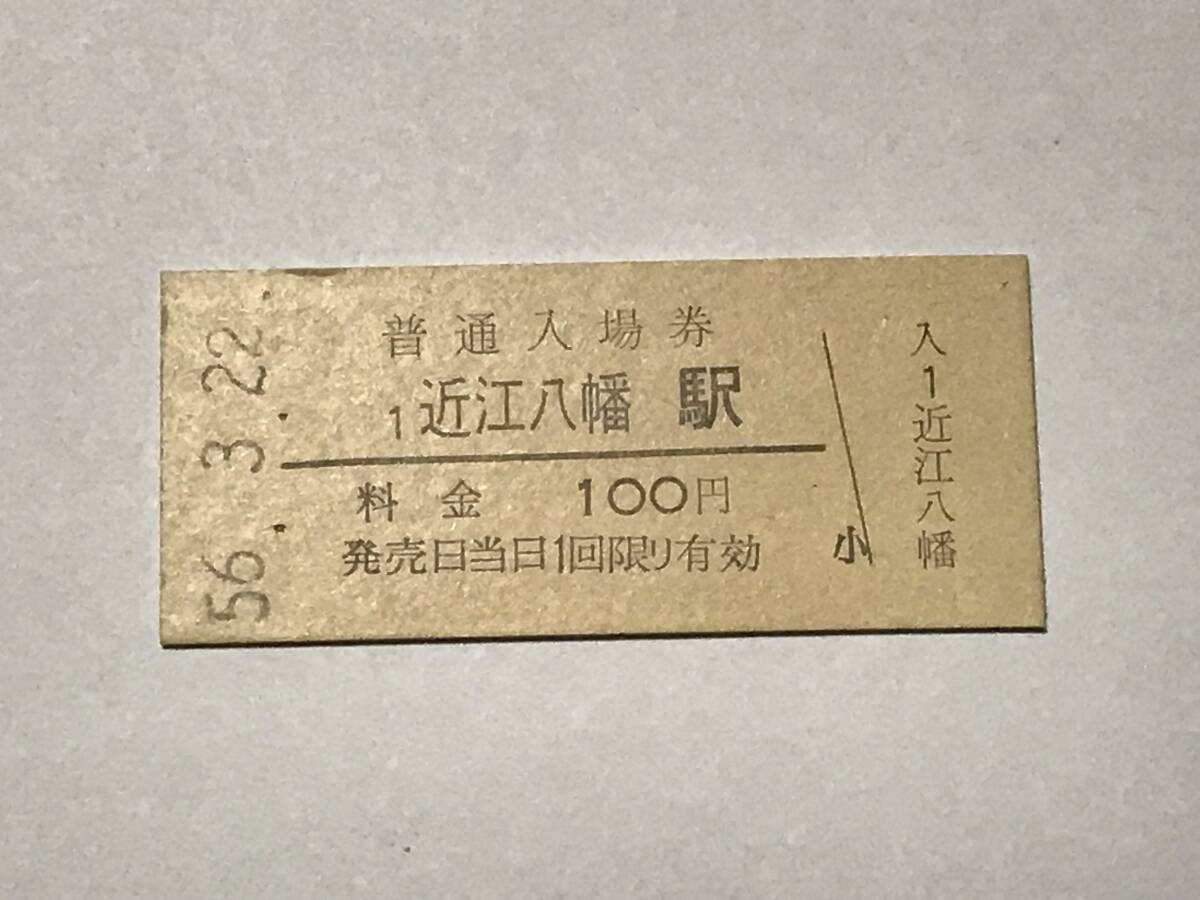 56.3.22.
普通入場券
1近江八幡 駅
料金 100円
発売日当日1回限り有効
小
入1近江八幡